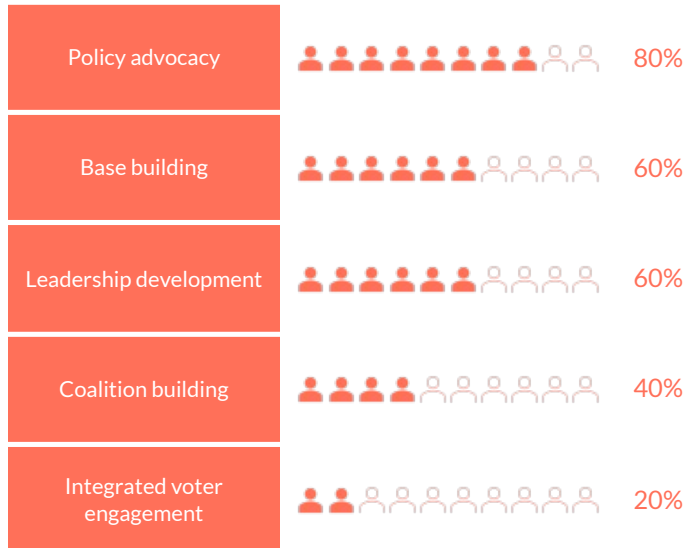 Policy advocacy
80%
Base building
60%
Leadership development
60%
Coalition building
40%
Integrated voter
engagement
20%